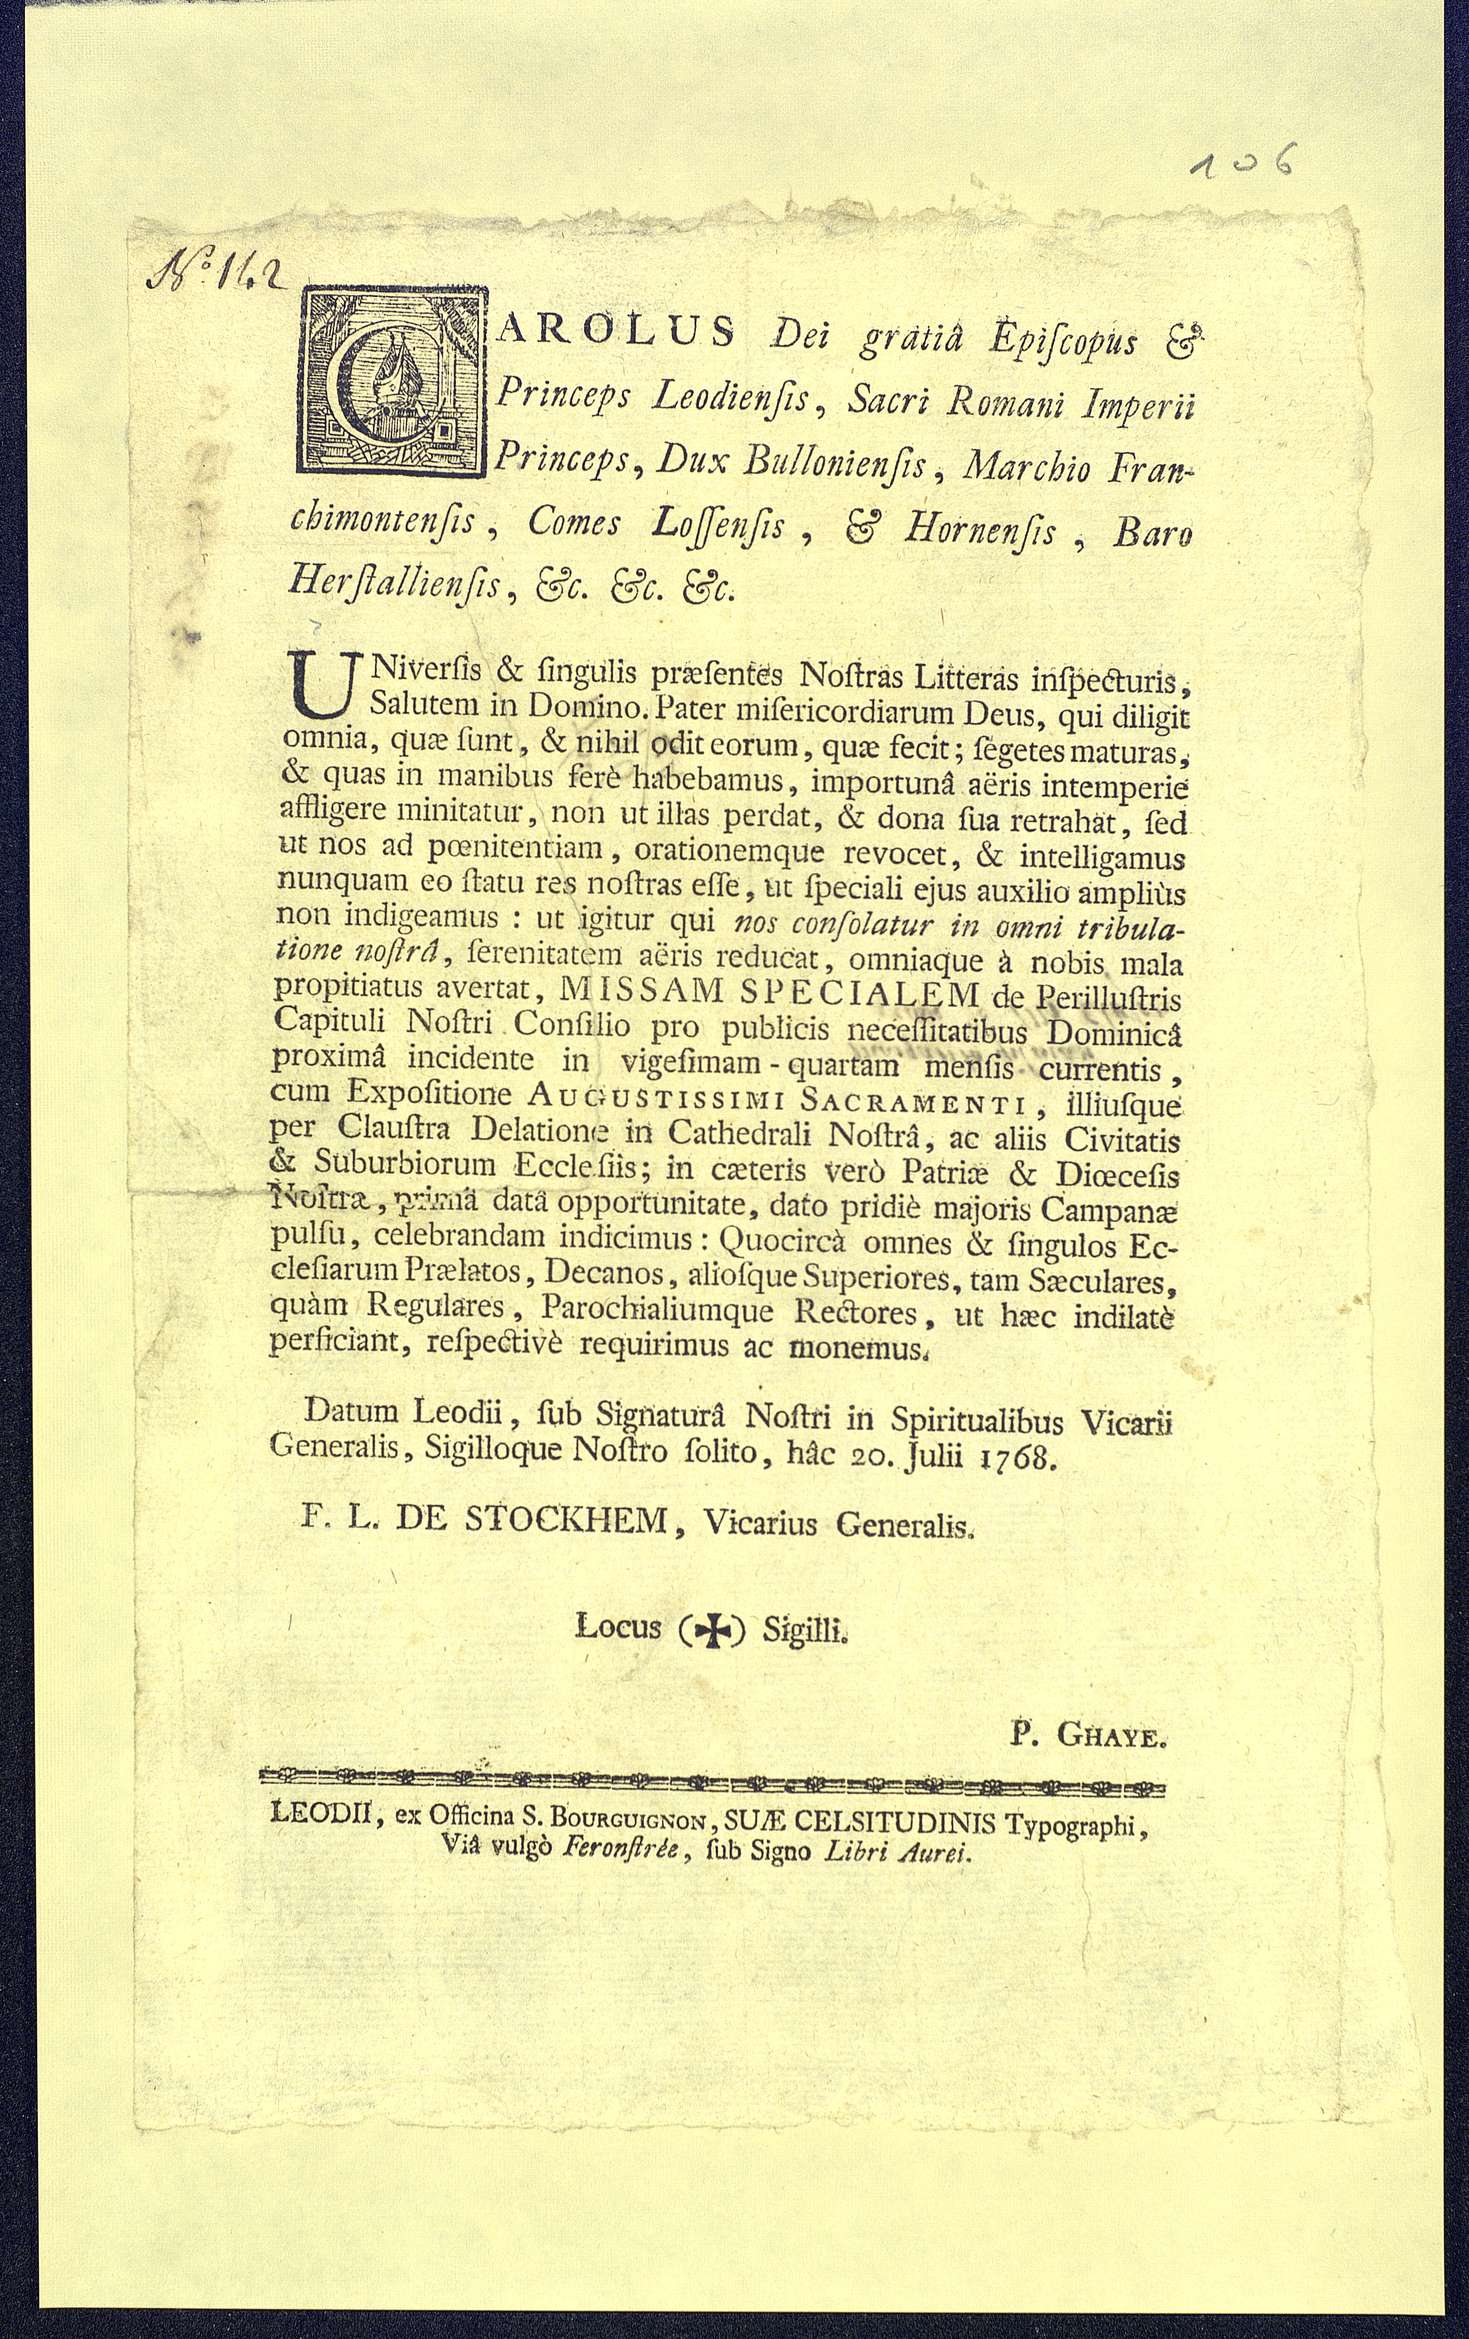 106
Nº. 142
CAROLUS Dei gratiâ Epiſcopus &
Princeps Leodienſis, Sacri Romani Imperii
Princeps, Dux Bullonienſis, Marchio Fran-
chimontenſis, Comes Loſſenſis, & Hornenſis, Baro
Herſtallienſis, &c. &c. &c.
UNiverſis & ſingulis præſentes Noſtras Litteras inſpecturis,
Salutem in Domino. Pater miſericordiarum Deus, qui diligit
omnia, quæ ſunt, & nihil odit eorum, quæ fecit; ſegetes maturas,
& quas in manibus ferè habebamus, importunâ aëris intemperie
affligere minitatur, non ut illas perdat, & dona ſua retrahat, ſed
ut nos ad pœnitentiam, orationemque revocet, & intelligamus
nunquam eo ſtatu res noſtras eſſe, ut ſpeciali ejus auxilio ampliùs
non indigeamus : ut igitur qui nos conſolatur in omni tribula-
tione noſtrâ, ſerenitatem aëris reducat, omniaque à nobis mala
propitiatus avertat, MISSAM SPECIALEM de Perilluſtris
Capituli Noſtri Conſilio pro publicis neceſſitatibus Dominicâ
proximâ incidente in vigeſimam-quartam menſis currentis,
cum Expoſitione AUGUSTISSIMI SACRAMENTI, illiuſque
per Clauſtra Delatione in Cathedrali Noſtrâ, ac aliis Civitatis
& Suburbiorum Eccleſiis; in cæteris verò Patriæ & Diœceſis
Noſtræ, primâ datâ opportunitate, dato pridiè majoris Campanæ
pulſu, celebrandam indicimus : Quocircà omnes & ſingulos Ec-
cleſiarum Prælatos, Decanos, alioſque Superiores, tam Sæculares,
quàm Regulares, Parochialiumque Rectores, ut hæc indilatè
perficiant, reſpectivè requirimus ac monemus.
Datum Leodii, ſub Signaturâ Noſtri in Spiritualibus Vicarii
Generalis, Sigilloque Noſtro ſolito, hâc 20. Julii 1768.
F. L. DE STOCKHEM, Vicarius Generalis.
Locus (✠) Sigilli.
P. GHAYE.
LEODII, ex Officina S. BOURGUIGNON, SUÆ CELSITUDINIS Typographi,
Viâ vulgò Feronſtrée, ſub Signo Libri Aurei.